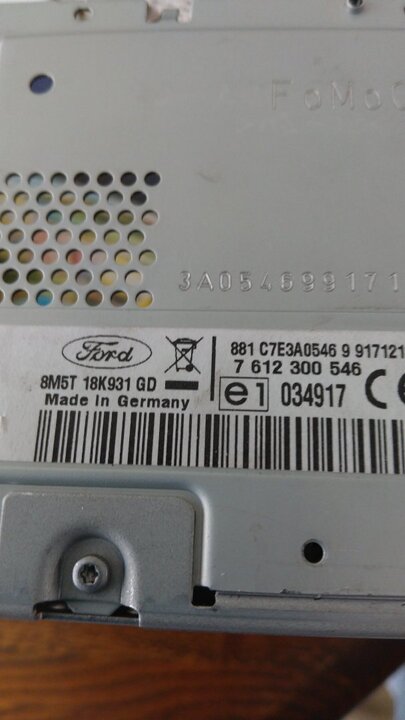 FoMoC
3A054699171
Ford
8M5T 18K931 GD
Made In Germany
881 C7E3A0546 9 917121
7 612 300 546
e1 034917 CE